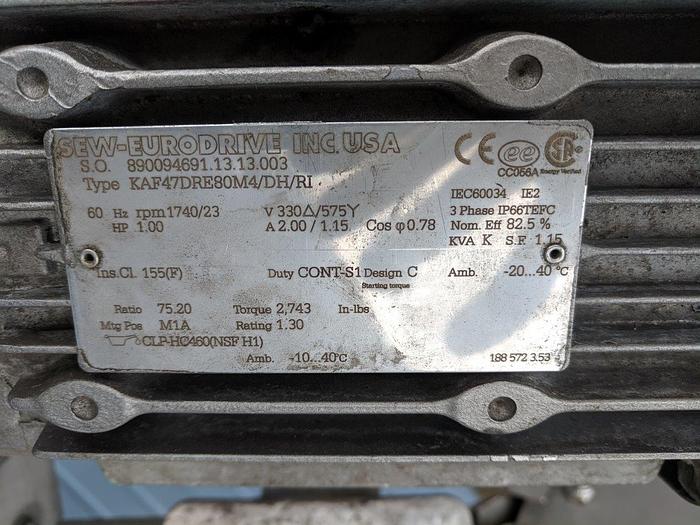 SEW-EURODRIVE INC. USA
CE ee SA
S.O. 890094691.13.13.003
CC056A Energy Verified
Type KAF47DRE80M4/DH/RI
IEC60034 IE2
60 Hz rpm 1740/23 V 330Δ/575Y 3 Phase IP66TEFC
HP 1.00 A 2.00 / 1.15 Cos φ 0.78 Nom. Eff 82.5 %
KVA K S.F. 1.15
Ins.Cl. 155(F) Duty CONT-S1 Design C Amb. -20...40 °C
Starting torque
Ratio 75.20 Torque 2,743 In-lbs
Mtg Pos M1A Rating 1.30
CLP-HC460(NSF H1)
Amb. -10...40°C 188 572 3.53